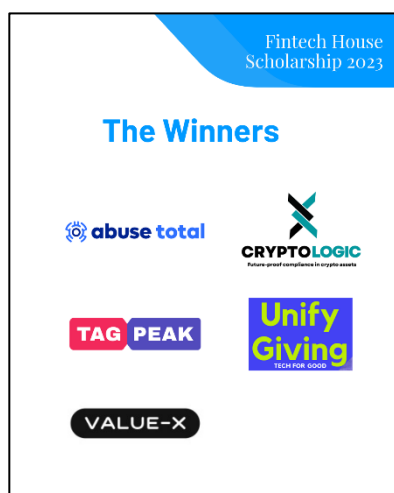 Fintech House
Scholarship 2023
The Winners
abuse total
CRYPTOLOGIC
Future-proof compliance in crypto assets
TAG PEAK
Unify
Giving
TECH FOR GOOD
VALUE-X